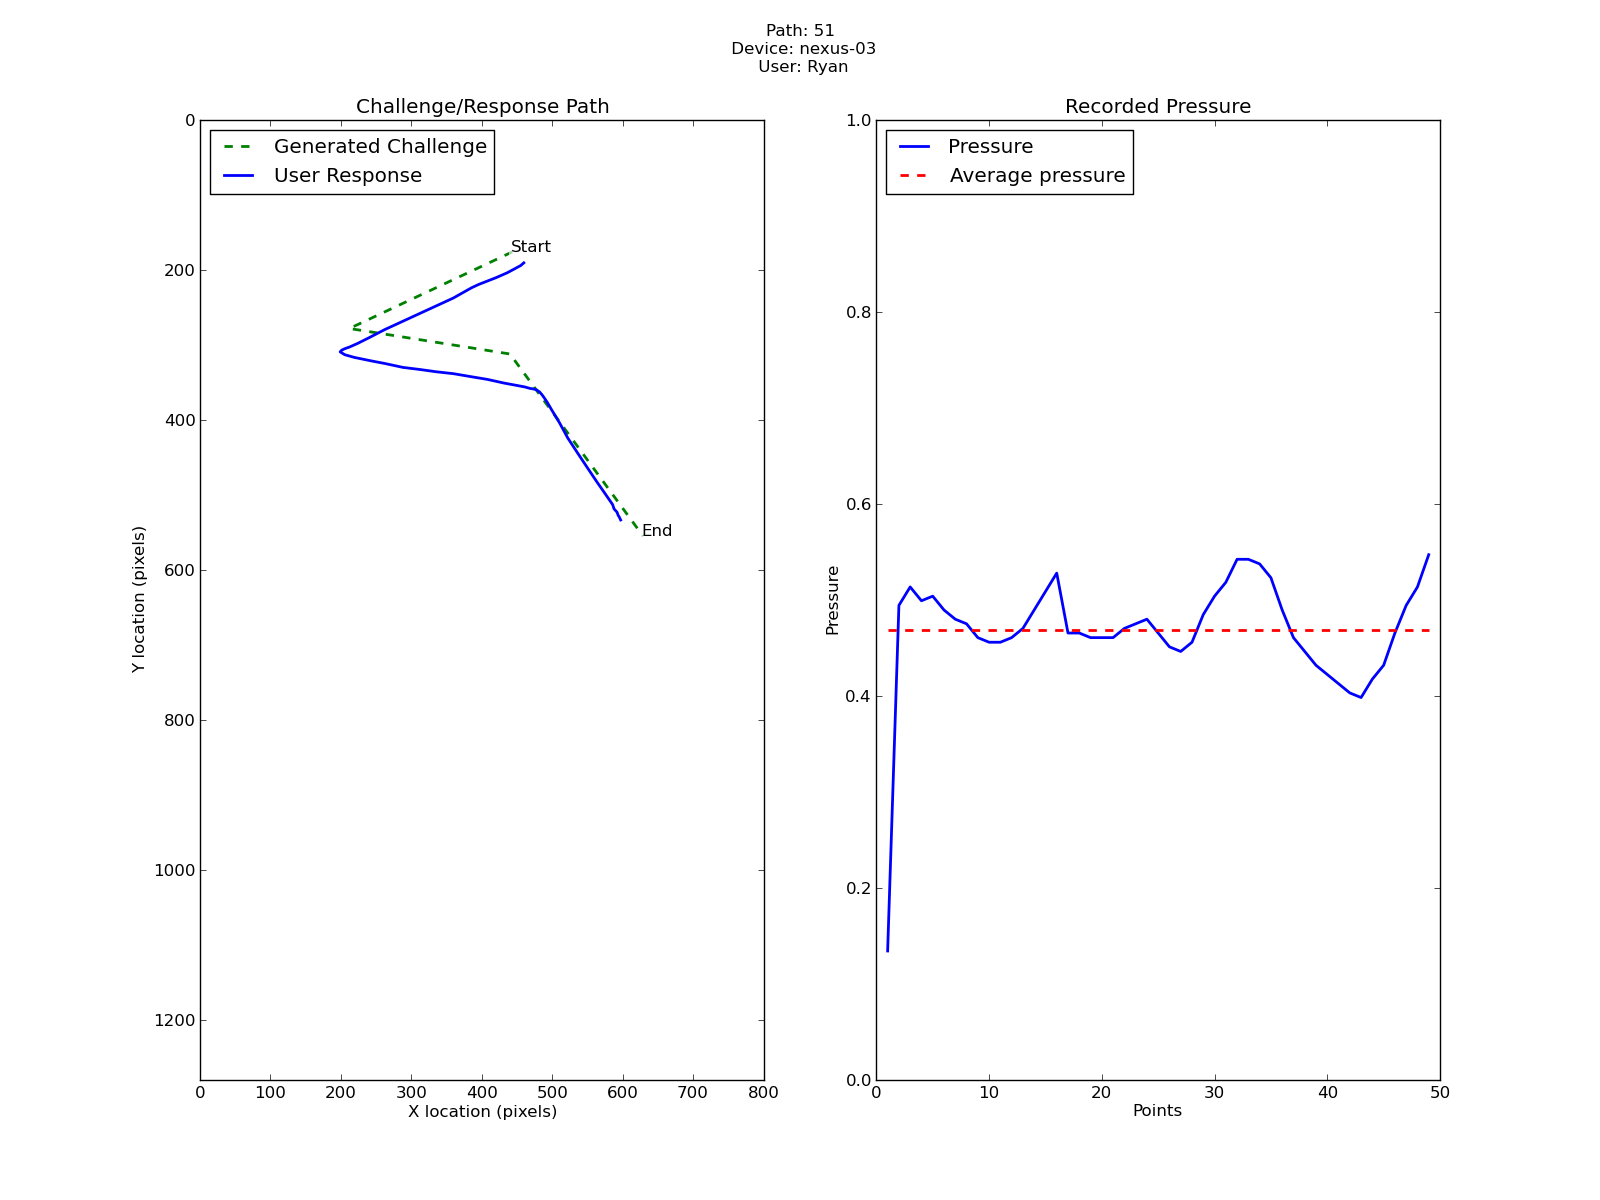 Path: 51
Device: nexus-03
User: Ryan
Challenge/Response Path
Generated Challenge
User Response
Start
End
0
200
400
600
800
1000
1200
Y location (pixels)
0 100 200 300 400 500 600 700 800
X location (pixels)
Recorded Pressure
Pressure
Average pressure
1.0
0.8
0.6
0.4
0.2
0.0
Pressure
0 10 20 30 40 50
Points